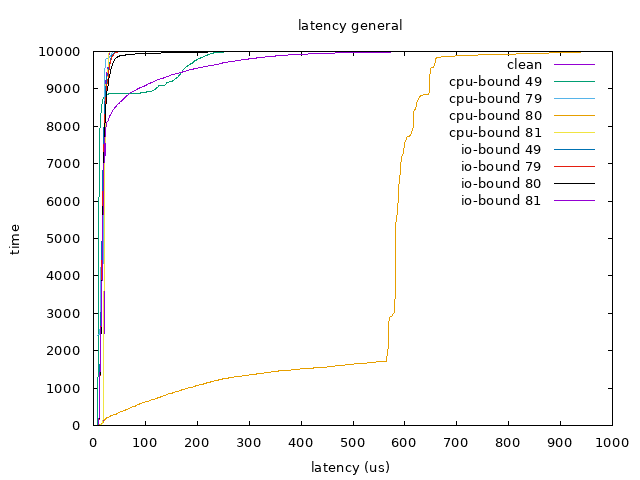 latency general
10000
9000
8000
7000
6000
5000
4000
3000
2000
1000
0
time
clean
cpu-bound 49
cpu-bound 79
cpu-bound 80
cpu-bound 81
io-bound 49
io-bound 79
io-bound 80
io-bound 81
0 100 200 300 400 500 600 700 800 900 1000
latency (us)